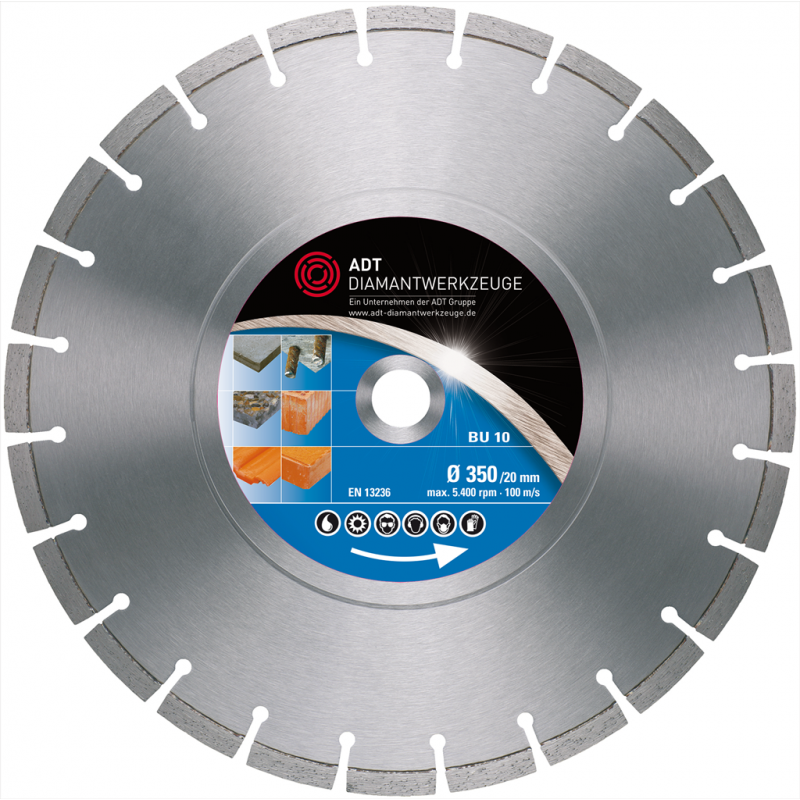 ADT
DIAMANTWERKZEUGE
Ein Unternehmen der ADT Gruppe
www.adt-diamantwerkzeuge.de
BU 10
Ø 350/20 mm
EN 13236
max. 5.400 rpm · 100 m/s